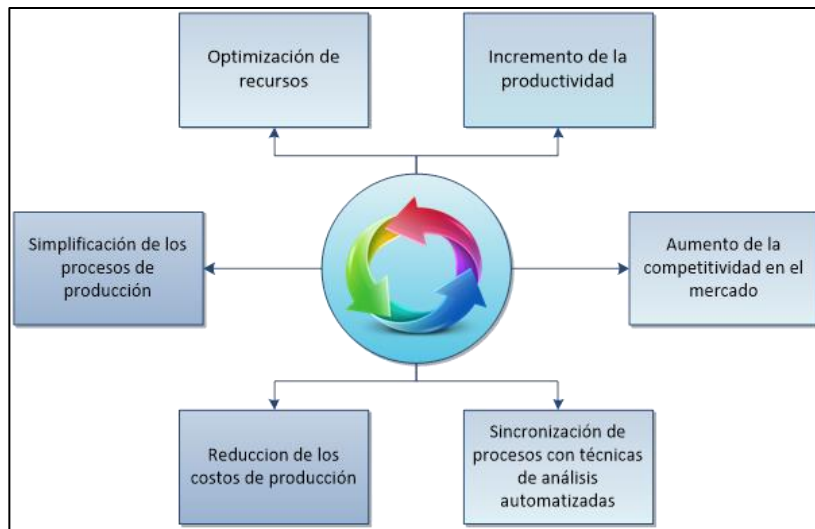 Optimización de
recursos
Incremento de la
productividad
Simplificación de los
procesos de
producción
Aumento de la
competitividad en el
mercado
Reduccion de los
costos de producción
Sincronización de
procesos con técnicas
de análisis
automatizadas